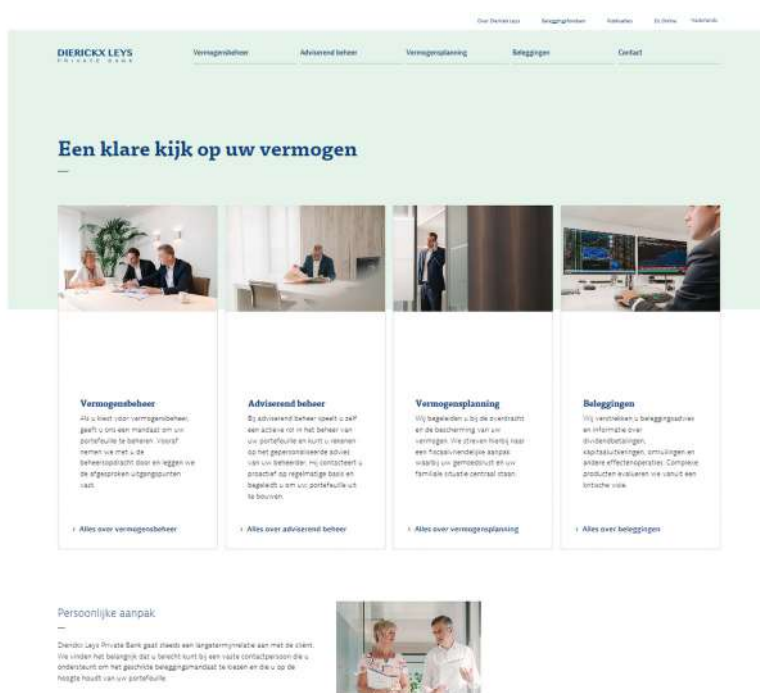 Over Dierickx Leys Beleggingsfondsen Publicaties DL Online Nederlands
DIERICKX LEYS
PRIVATE BANK
Vermogensbeheer Adviserend beheer Vermogensplanning Beleggingen Contact
Een klare kijk op uw vermogen
Vermogensbeheer
Als u kiest voor vermogensbeheer,
geeft u ons een mandaat om uw
portefeuille te beheren. Vooraf
nemen we met u de
beheersopdracht door en leggen we
de afgesproken uitgangspunten
vast.
› Alles over vermogensbeheer
Adviserend beheer
Bij adviserend beheer speelt u zelf
een actieve rol in het beheer van
uw portefeuille en kunt u rekenen
op het gepersonaliseerde advies
van uw beheerder. Hij contacteert u
proactief op regelmatige basis en
begeleidt u om uw portefeuille uit
te bouwen.
› Alles over adviserend beheer
Vermogensplanning
Wij begeleiden u bij de overdracht
en de bescherming van uw
vermogen. We streven hierbij naar
een fiscaalvriendelijke aanpak
waarbij uw gemoedsrust en uw
familiale situatie centraal staan.
› Alles over vermogensplanning
Beleggingen
Wij verstrekken u beleggingsadvies
en informatie over
dividendbetalingen,
kapitaaluitkeringen, omruilingen en
andere effectenoperaties. Complexe
producten evalueren we vanuit een
kritische visie.
› Alles over beleggingen
Persoonlijke aanpak
Dierickx Leys Private Bank gaat steeds een langetermijnrelatie aan met de cliënt.
We vinden het belangrijk dat u terecht kunt bij een vaste contactpersoon die u
ondersteunt om het geschikte beleggingsmandaat te kiezen en die u op de
hoogte houdt van uw portefeuille.